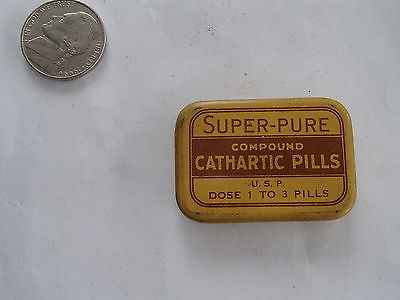 SUPER-PURE
COMPOUND
CATHARTIC PILLS
U.S.P.
DOSE 1 TO 3 PILLS